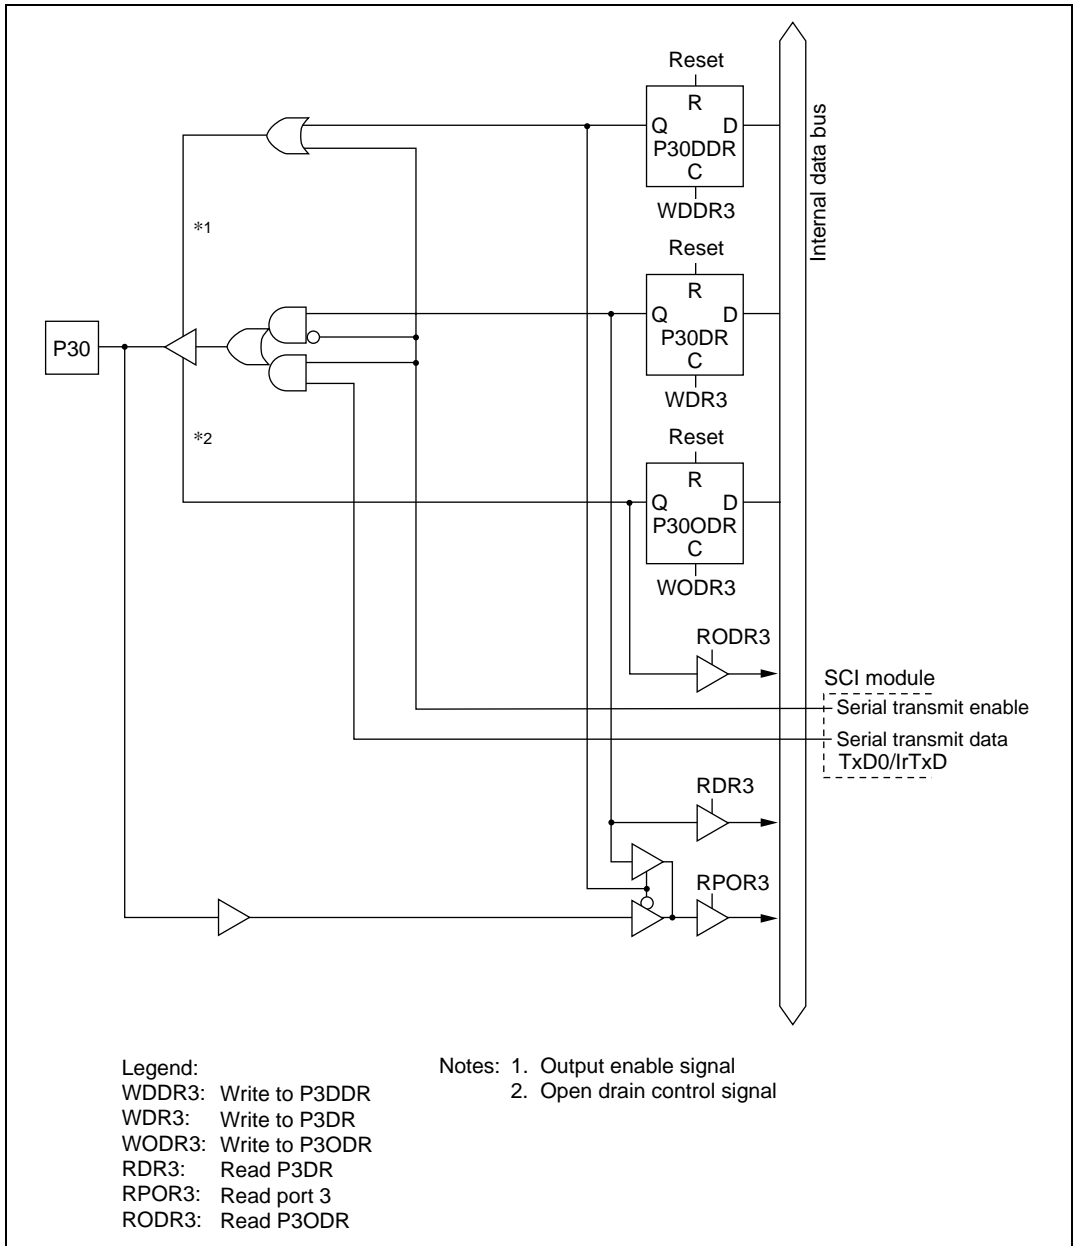 Reset
R
Q D
P30DDR
C
WDDR3
Internal data bus
*1
Reset
R
Q D
P30DR
C
WDR3
P30
*2
Reset
R
Q D
P30ODR
C
WODR3
RODR3
SCI module
Serial transmit enable
Serial transmit data
TxD0/IrTxD
RDR3
RPOR3
Legend:
WDDR3: Write to P3DDR
WDR3: Write to P3DR
WODR3: Write to P3ODR
RDR3: Read P3DR
RPOR3: Read port 3
RODR3: Read P3ODR
Notes: 1. Output enable signal
2. Open drain control signal